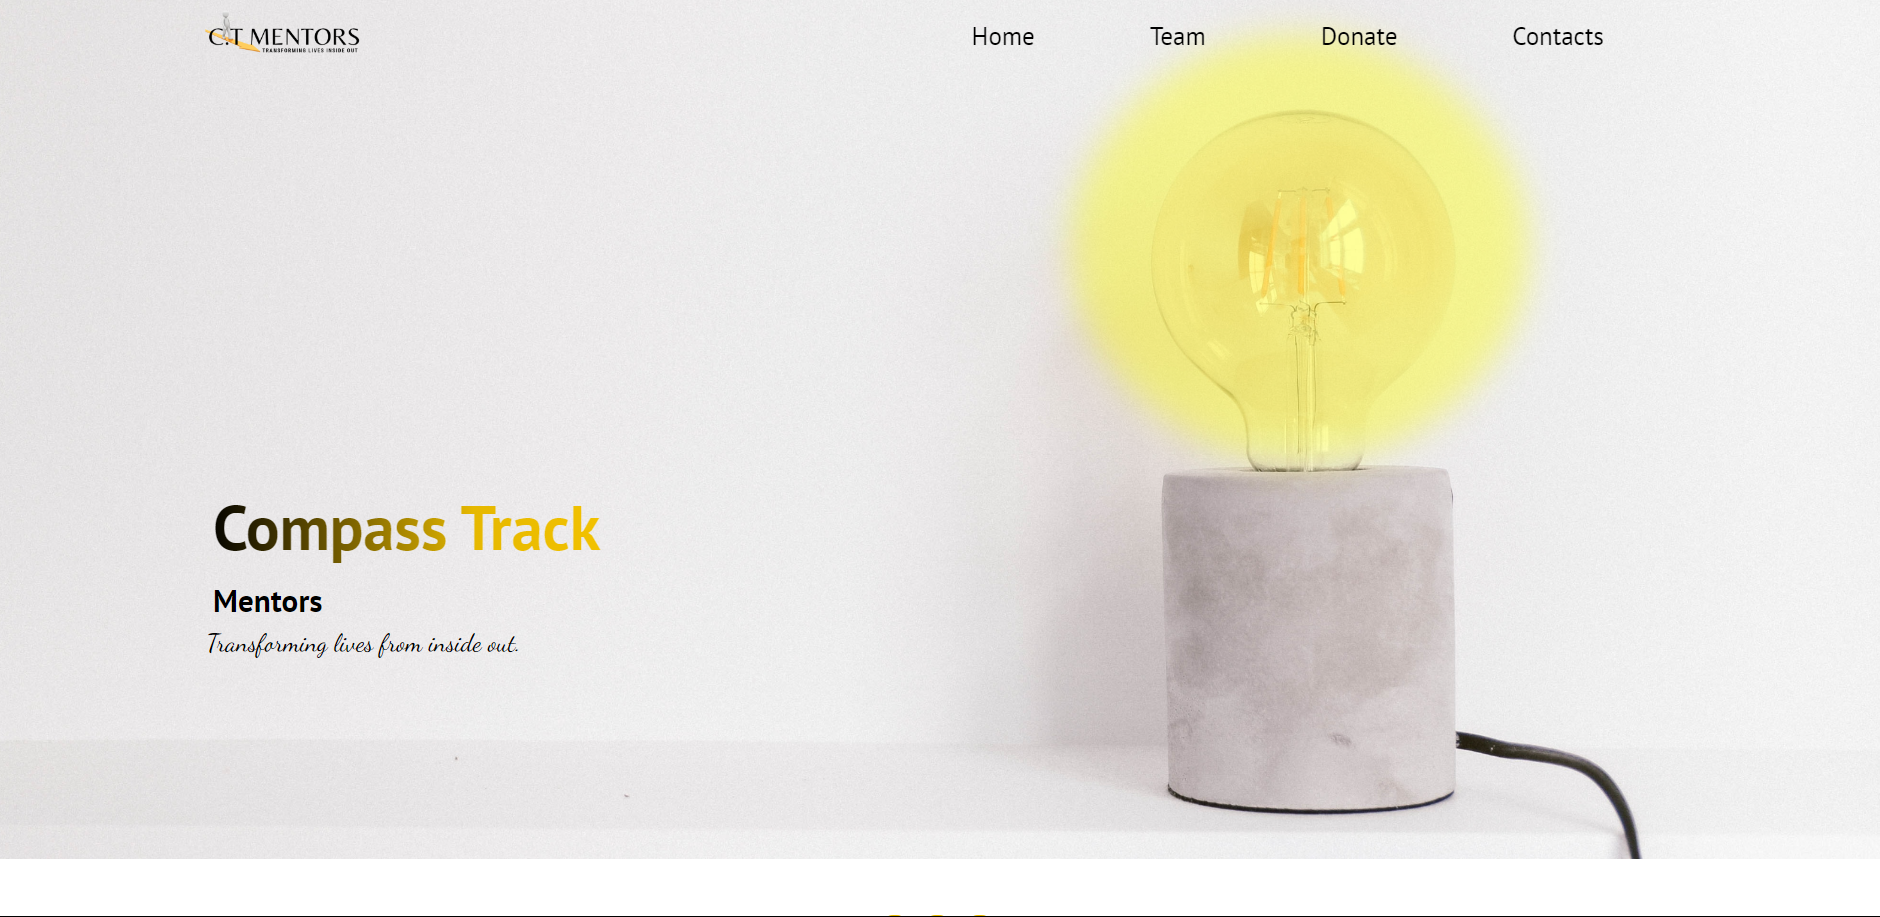 C.T MENTORS
TRANSFORMING LIVES INSIDE OUT
Home Team Donate Contacts
Compass Track
Mentors
Transforming lives from inside out.